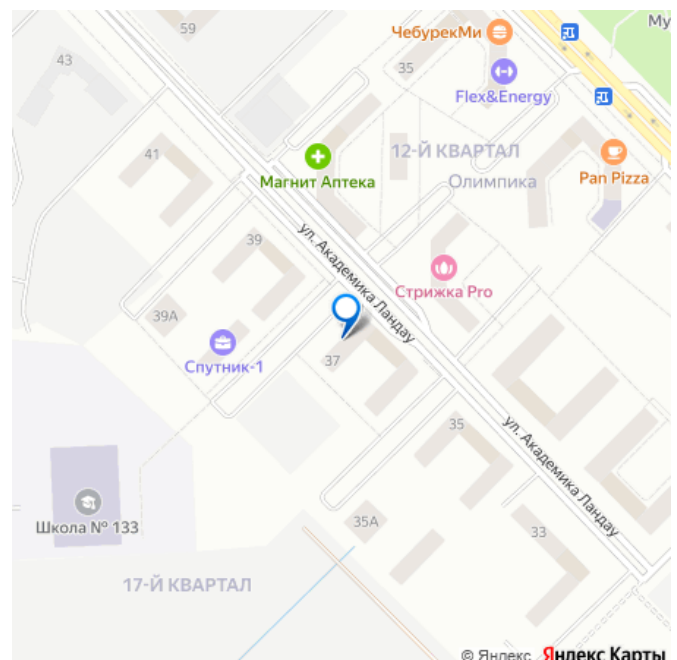 59
ЧебурекМи
Му
43
35
Flex&Energy
12-Й КВАРТАЛ
41
Магнит Аптека
Олимпика
Pan Pizza
ул. Академика Ландау
39
Стрижка Pro
39А
Спутник-1
37
35
ул. Академика Ландау
Школа № 133
35А
33
17-Й КВАРТАЛ
© Яндекс Яндекс Карты